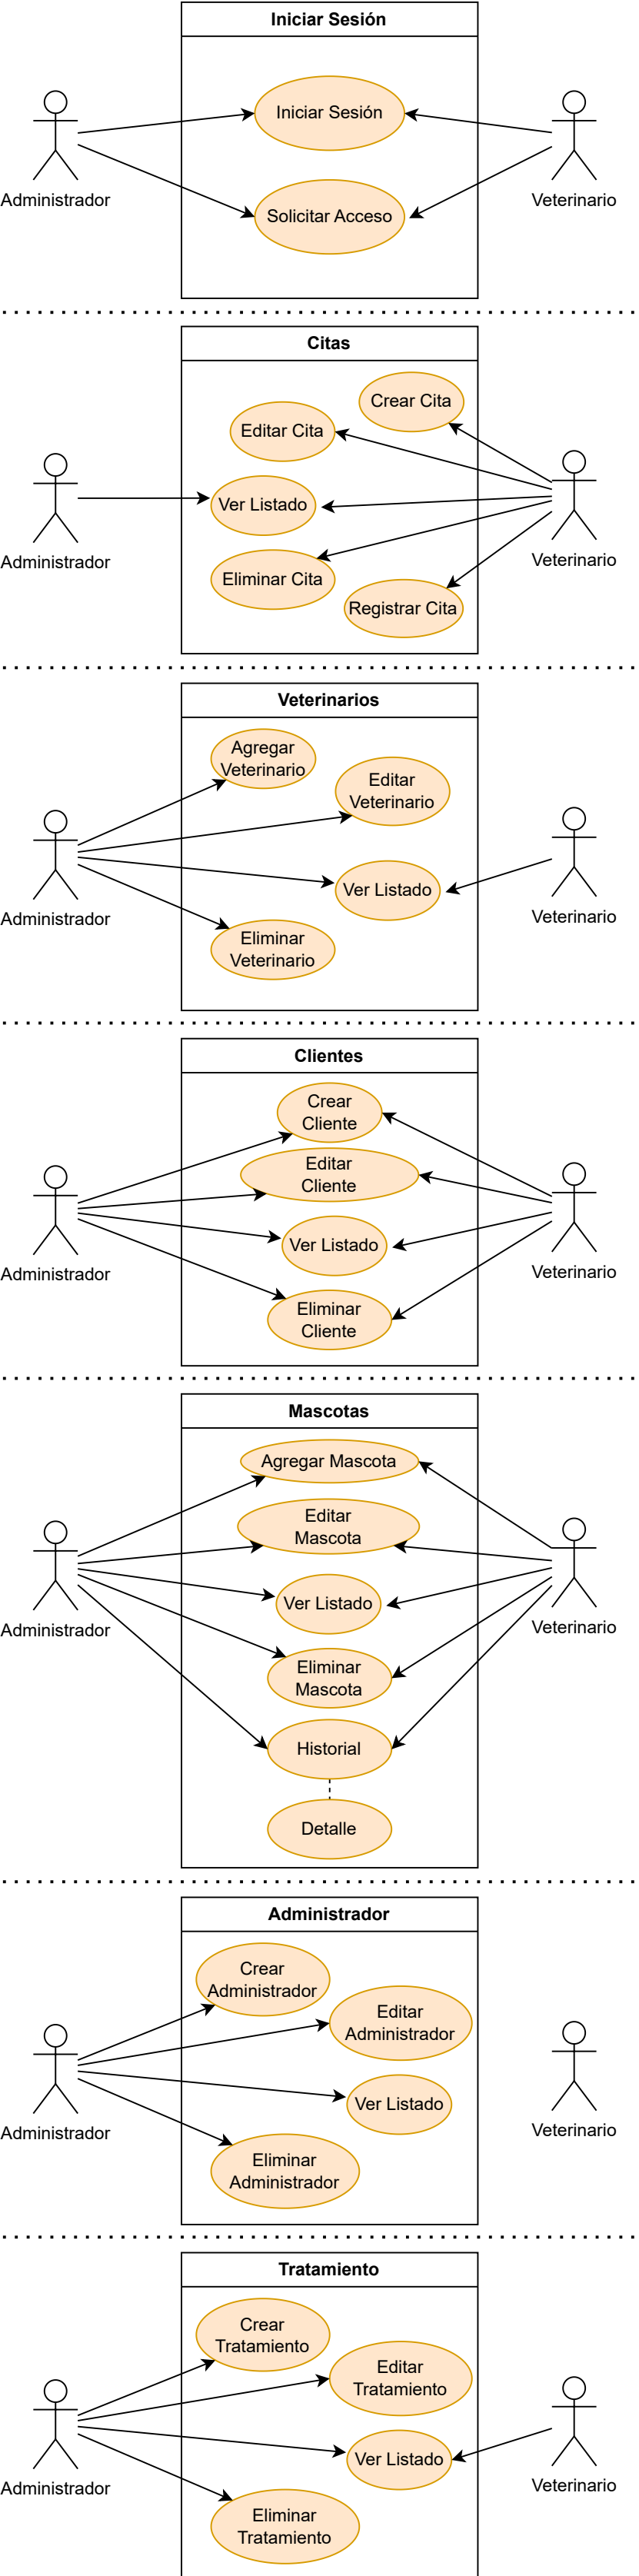 Iniciar Sesión
Iniciar Sesión
Administrador
Veterinario
Solicitar Acceso
Citas
Crear Cita
Editar Cita
Ver Listado
Administrador
Veterinario
Eliminar Cita
Registrar Cita
Veterinarios
Agregar
Veterinario
Editar
Veterinario
Ver Listado
Administrador
Veterinario
Eliminar
Veterinario
Clientes
Crear
Cliente
Editar
Cliente
Ver Listado
Administrador
Veterinario
Eliminar
Cliente
Mascotas
Agregar Mascota
Editar
Mascota
Ver Listado
Administrador
Veterinario
Eliminar
Mascota
Historial
Detalle
Administrador
Crear
Administrador
Editar
Administrador
Ver Listado
Administrador
Veterinario
Eliminar
Administrador
Tratamiento
Crear
Tratamiento
Editar
Tratamiento
Ver Listado
Administrador
Veterinario
Eliminar
Tratamiento